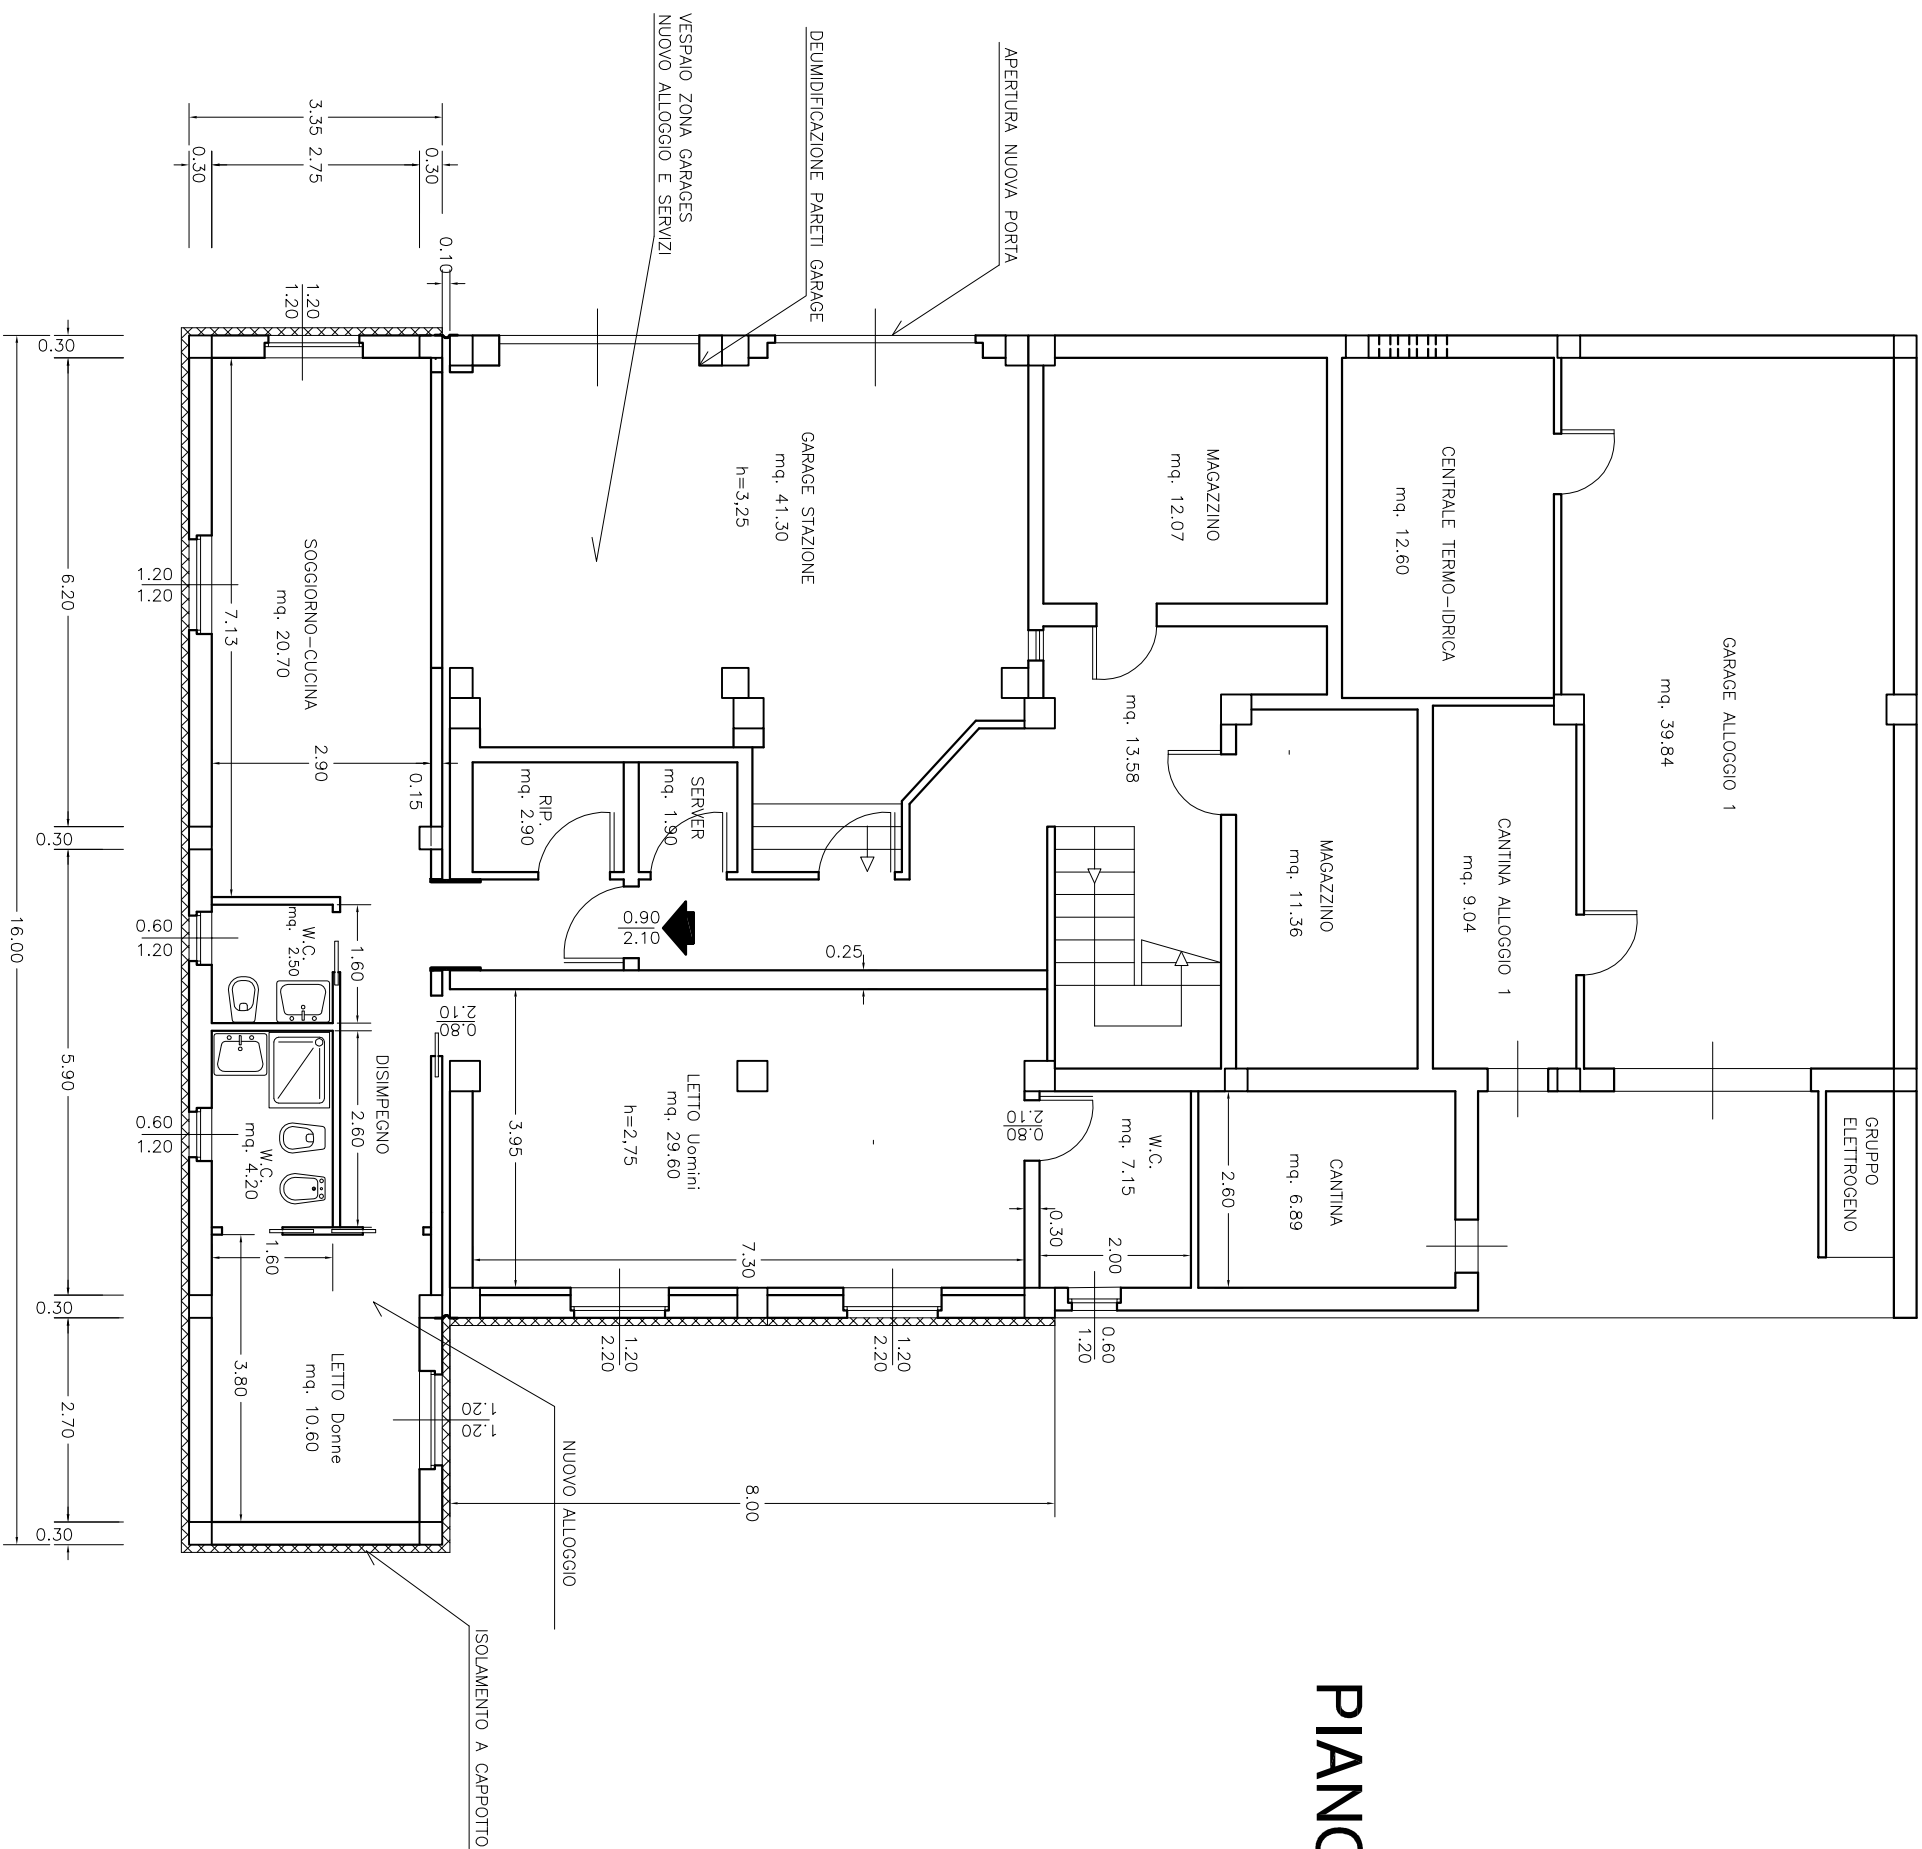 APERTURA NUOVA PORTA
DEUMIDIFICAZIONE PARETI GARAGE
VESPAIO ZONA GARAGES
NUOVO ALLOGGIO E SERVIZI
GARAGE ALLOGGIO 1
mq. 39.84
CENTRALE TERMO-IDRICA
mq. 12.60
MAGAZZINO
mq. 12.07
GARAGE STAZIONE
mq. 41.30
h=3,25
SOGGIORNO-CUCINA
mq. 20.70
CANTINA ALLOGGIO 1
mq. 9.04
MAGAZZINO
mq. 11.36
mq. 13.58
SERVER
mq. 1.90
RIP.
mq. 2.90
GRUPPO
ELETTROGENO
CANTINA
mq. 6.89
W.C.
mq. 7.15
LETTO Uomini
mq. 29.60
h=2,75
DISIMPEGNO
W.C.
mq. 2.50
W.C.
mq. 4.20
LETTO Donne
mq. 10.60
NUOVO ALLOGGIO
ISOLAMENTO A CAPPOTTO
PIANO
3.35
2.75
0.30
0.30
0.10
1.20
1.20
1.20
1.20
7.13
2.90
0.15
0.90
2.10
0.25
0.60
1.20
1.60
0.80
2.10
0.60
1.20
2.60
3.95
7.30
0.80
2.10
0.30
2.00
2.60
0.60
1.20
1.20
2.20
1.20
2.20
1.60
3.80
1.20
1.20
8.00
0.30
6.20
0.30
5.90
0.30
2.70
0.30
16.00